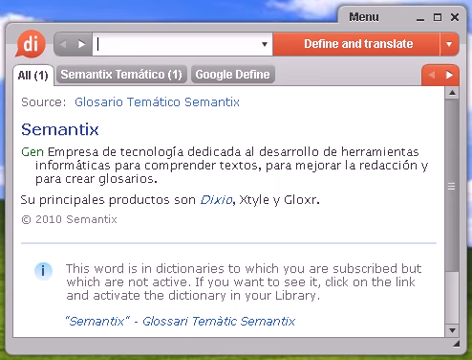 Menu
di
Define and translate
All (1)
Semantix Temático (1)
Google Define
Source: Glosario Temático Semantix
Semantix
Gen Empresa de tecnología dedicada al desarrollo de herramientas
informáticas para comprender textos, para mejorar la redacción y
para crear glosarios.
Su principales productos son Dixio, Xtyle y Gloxr.
© 2010 Semantix
i
This word is in dictionaries to which you are subscribed but
which are not active. If you want to see it, click on the link
and activate the dictionary in your Library.
"Semantix" - Glossari Temàtic Semantix